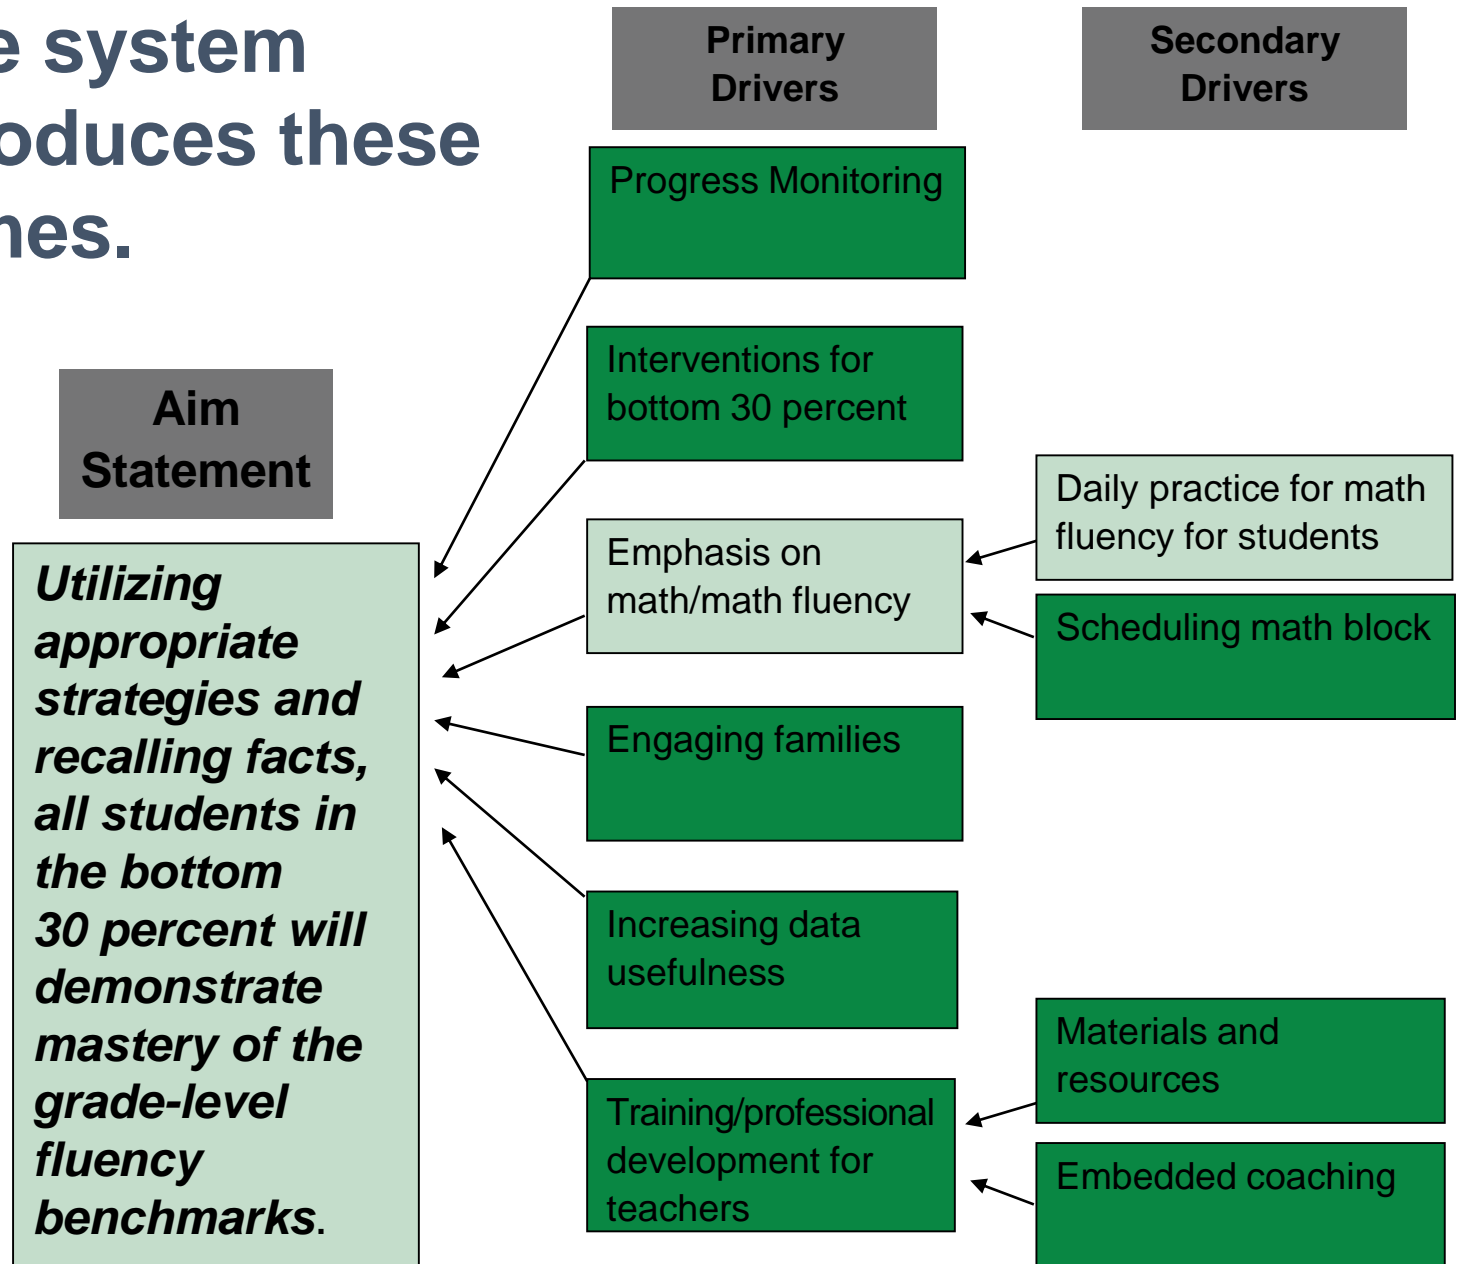 e system
oduces these
nes.
Primary
Drivers
Secondary
Drivers
Progress Monitoring
Interventions for
bottom 30 percent
Aim
Statement
Daily practice for math
fluency for students
Emphasis on
math/math fluency
Scheduling math block
Utilizing
appropriate
strategies and
recalling facts,
all students in
the bottom
30 percent will
demonstrate
mastery of the
grade-level
fluency
benchmarks.
Engaging families
Increasing data
usefulness
Materials and
resources
Training/professional
development for
teachers
Embedded coaching